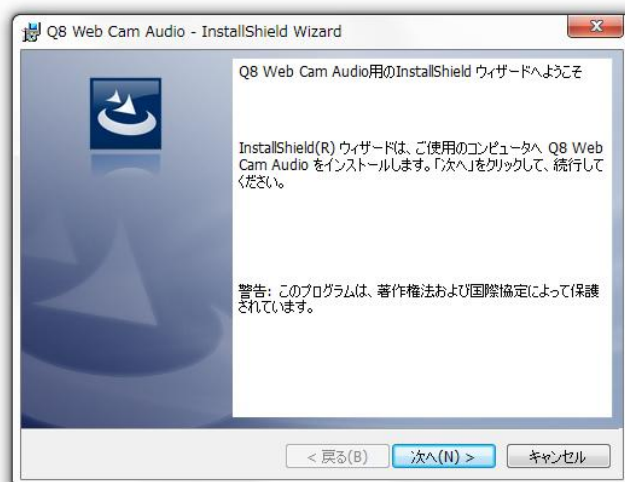 Q8 Web Cam Audio - InstallShield Wizard
Q8 Web Cam Audio用のInstallShield ウィザードへようこそ
InstallShield(R) ウィザードは、ご使用のコンピュータへ Q8 Web
Cam Audio をインストールします。「次へ」をクリックして、続行して
ください。
警告: このプログラムは、著作権法および国際協定によって保護
されています。
< 戻る(B)
次へ(N) >
キャンセル